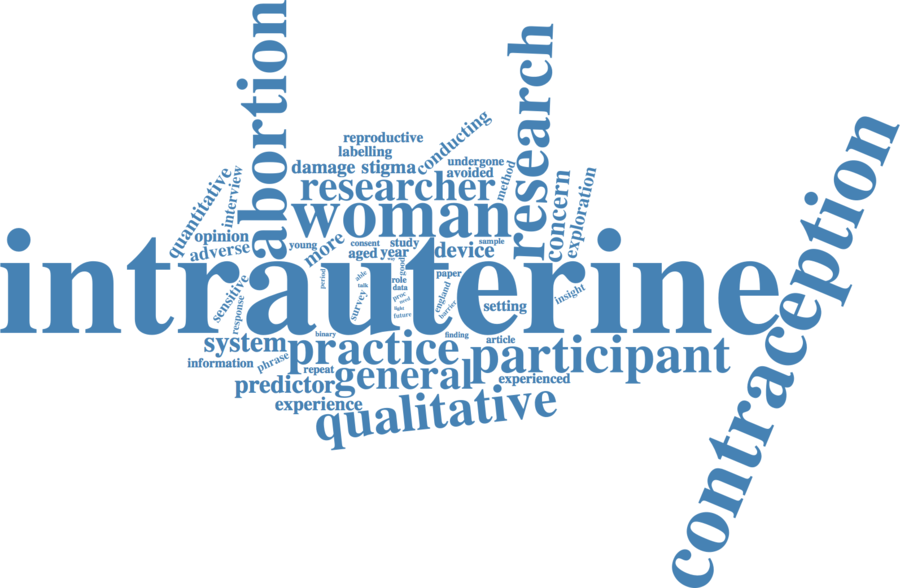 abortion
research
contraception
reproductive
conducting
labelling
damage
stigma
undergone
avoided
method
quantitative
interview
researcher
concern
exploration
woman
opinion
adverse
young
more
consent
study
aged
year
device
sample
intrauterine
sensitive
response
period
able
talk
survey
good
role
data
proc
need
light
future
paper
england
barrier
setting
insight
binary
finding
article
system
practice
participant
information
phrase
repeat
general
predictor
experienced
experience
qualitative